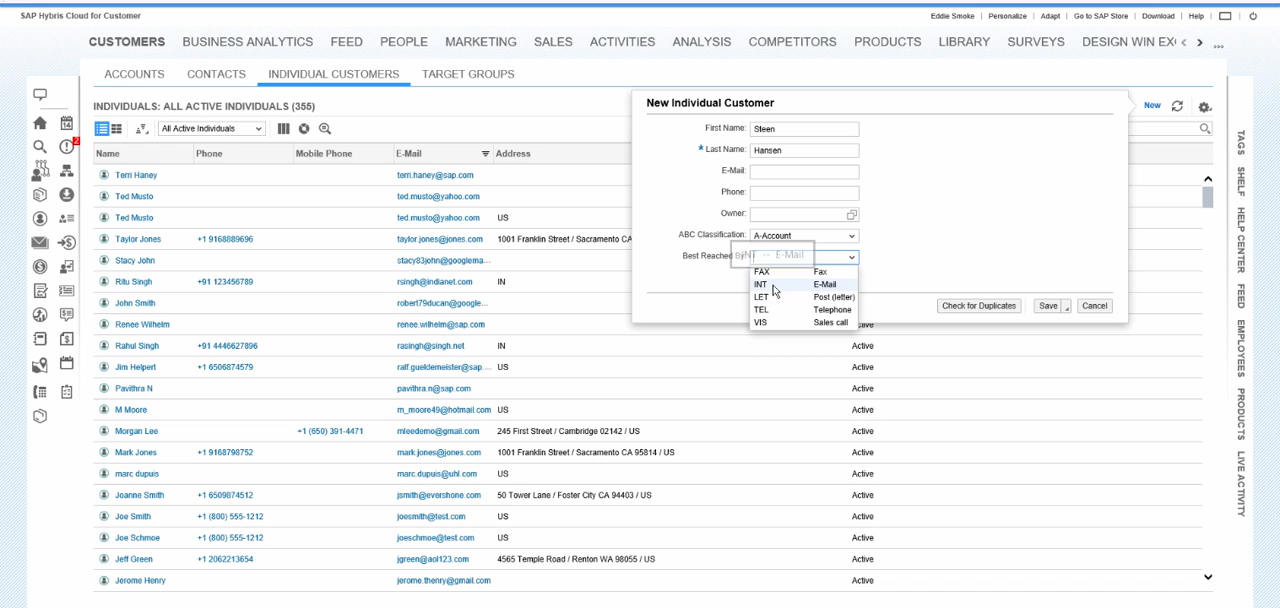 SAP Hybris Cloud for Customer
Eddie Smoke | Personalize | Adapt | Go to SAP Store | Download | Help
CUSTOMERS BUSINESS ANALYTICS FEED PEOPLE MARKETING SALES ACTIVITIES ANALYSIS COMPETITORS PRODUCTS LIBRARY SURVEYS DESIGN WIN EX
ACCOUNTS CONTACTS INDIVIDUAL CUSTOMERS TARGET GROUPS
INDIVIDUALS: ALL ACTIVE INDIVIDUALS (355)
All Active Individuals
New
Name Phone Mobile Phone E-Mail Address
Terri Haney terri.haney@sap.com
Ted Musto ted.musto@yahoo.com
Ted Musto ted.musto@yahoo.com US
Taylor Jones +1 9168889696 taylor.jones@jones.com 1001 Franklin Street / Sacramento CA
Stacy John stacy83john@googlema...
Ritu Singh +91 123456789 rsingh@indianet.com IN
John Smith robert79ducan@google...
Renee Wilhelm renee.wilhelm@sap.com
Rahul Singh +91 4446627896 rasingh@singh.net IN Active
Jim Helpert +1 6506874579 ralf.gueldemeister@sap.... US Active
Pavithra N pavithra.n@sap.com Active
M Moore m_moore49@hotmail.com US Active
Morgan Lee +1 (650) 391-4471 mleedemo@gmail.com 245 First Street / Cambridge 02142 / US Active
Mark Jones +1 9168798752 mark.jones@jones.com 1001 Franklin Street / Sacramento CA 95814 / US Active
marc dupuis marc.dupuis@uhl.com US Active
Joanne Smith +1 6509874512 jsmith@evershone.com 50 Tower Lane / Foster City CA 94403 / US Active
Joe Smith +1 (800) 555-1212 joesmith@test.com US Active
Joe Schmoe +1 (800) 555-1212 joeschmoe@test.com US Active
Jeff Green +1 2062213654 jgreen@aol123.com 4565 Temple Road / Renton WA 98055 / US Active
Jerome Henry jerome.thenry@gmail.com Active
New Individual Customer
First Name: Steen
* Last Name: Hansen
E-Mail:
Phone:
Owner:
ABC Classification: A-Account
Best Reached By: INT -- E-Mail
FAX Fax
INT E-Mail
LET Post (letter)
TEL Telephone
VIS Sales call
Check for Duplicates Save Cancel
14
2
TAGS
SHELF
HELP CENTER
FEED
EMPLOYEES
PRODUCTS
LIVE ACTIVITY